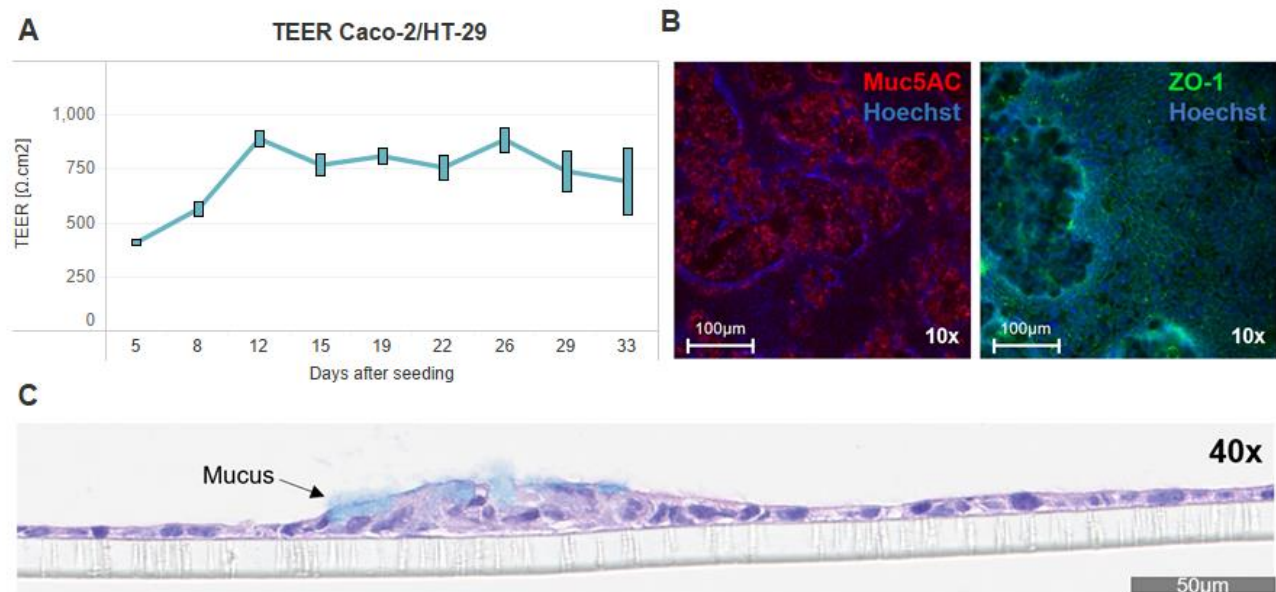 A
TEER Caco-2/HT-29
TEER [Ω.cm2]
1,000
750
500
250
0
5 8 12 15 19 22 26 29 33
Days after seeding
B
Muc5AC
Hoechst
100µm
10x
ZO-1
Hoechst
100µm
10x
C
Mucus
40x
50µm